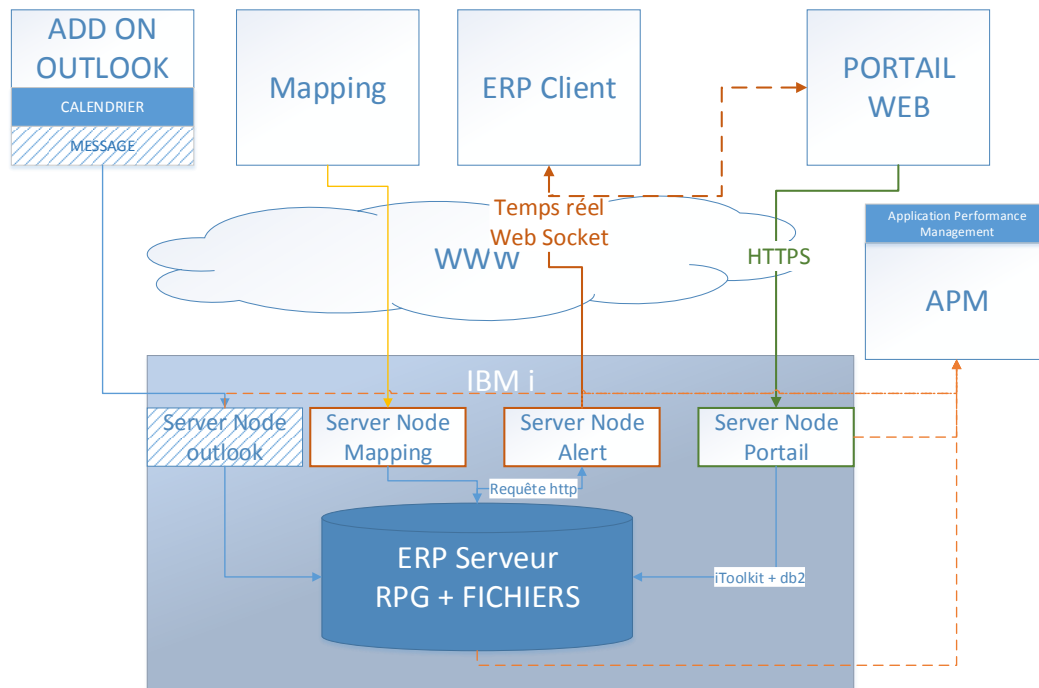 ADD ON
OUTLOOK
CALENDRIER
MESSAGE
Mapping
ERP Client
PORTAIL
WEB
Temps réel
Web Socket
WWW
HTTPS
Application Performance
Management
APM
IBM i
Server Node
outlook
Server Node
Mapping
Server Node
Alert
Server Node
Portail
Requête http
ERP Serveur
RPG + FICHIERS
iToolkit + db2